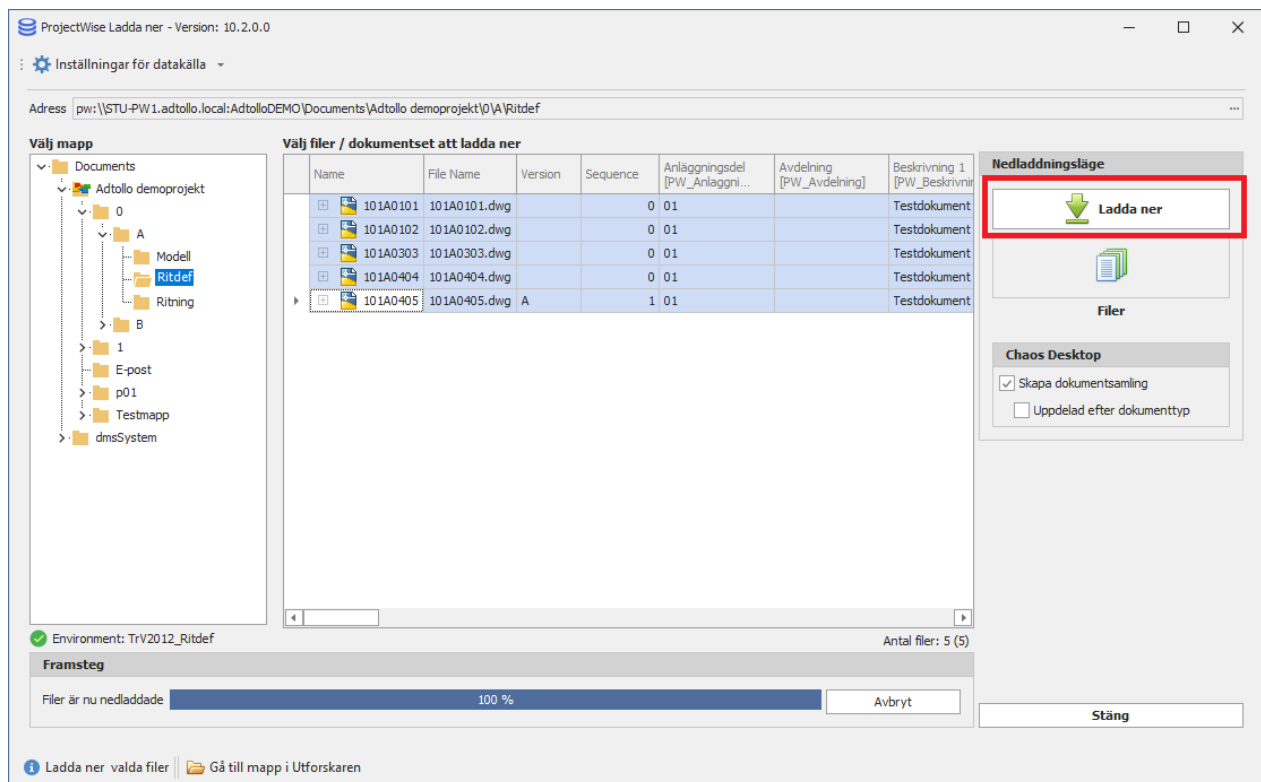 ProjectWise Ladda ner - Version: 10.2.0.0
Inställningar för datakälla
Adress pw:\\STU-PW1.adtollo.local:AdtolloDEMO\Documents\Adtollo demoprojekt\0\A\Ritdef ...
Välj mapp
Documents
Adtollo demoprojekt
0
A
Modell
Ritdef
Ritning
B
1
E-post
p01
Testmapp
dmsSystem
Environment: TrV2012_Ritdef
Välj filer / dokumentset att ladda ner
Name File Name Version Sequence Anläggningsdel [PW_Anlaggni... Avdelning [PW_Avdelning] Beskrivning 1 [PW_Beskrivnin
101A0101 101A0101.dwg 0 01 Testdokument
101A0102 101A0102.dwg 0 01 Testdokument
101A0303 101A0303.dwg 0 01 Testdokument
101A0404 101A0404.dwg 0 01 Testdokument
101A0405 101A0405.dwg A 1 01 Testdokument
Antal filer: 5 (5)
Nedladdningsläge
Ladda ner
Filer
Chaos Desktop
Skapa dokumentsamling
Uppdelad efter dokumenttyp
Framsteg
Filer är nu nedladdade 100 % Avbryt
Stäng
Ladda ner valda filer Gå till mapp i Utforskaren